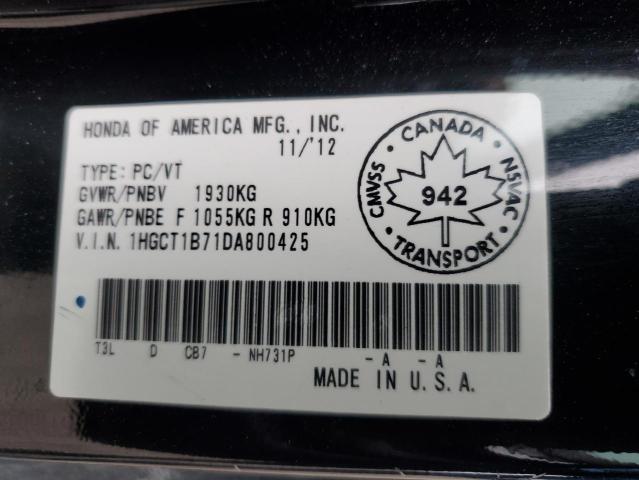 HONDA OF AMERICA MFG., INC.
11/'12
TYPE: PC/VT
GVWR/PNBV 1930KG
GAWR/PNBE F 1055KG R 910KG
V.I.N. 1HGCT1B71DA800425
CANADA
CMVSS
NSVAC
942
TRANSPORT
T3L D CB7 - NH731P - A - A
MADE IN U.S.A.